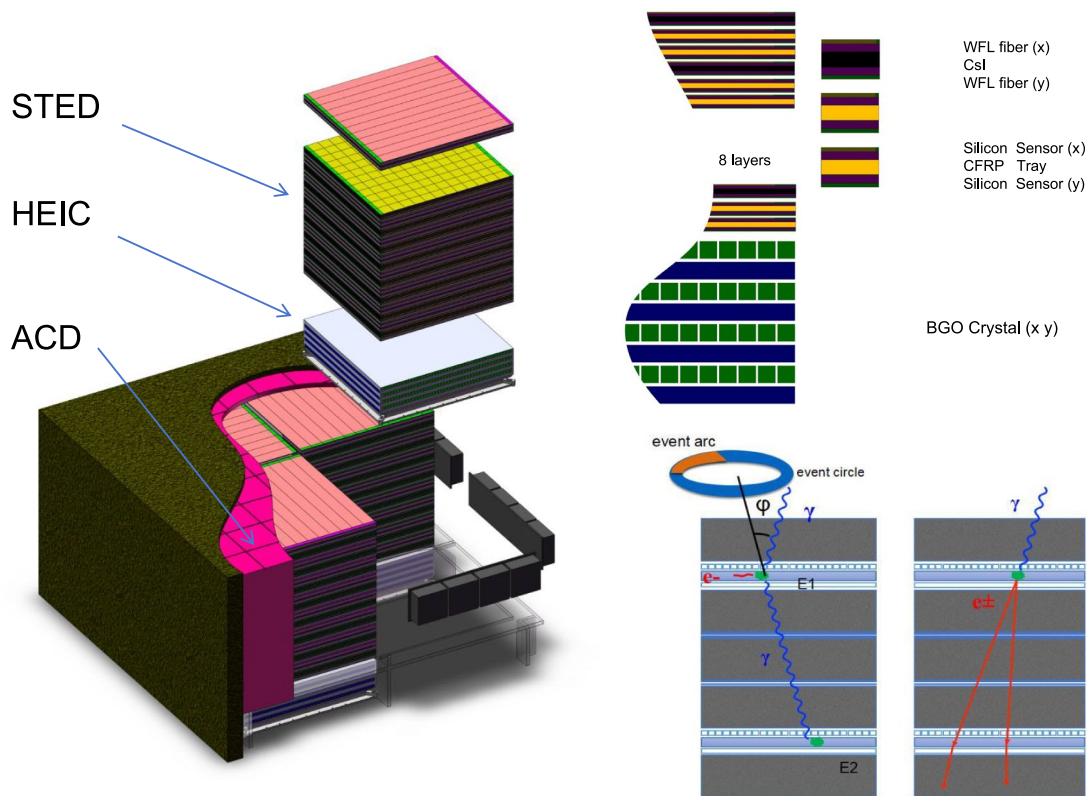 STED
HEIC
ACD
WFL fiber (x)
CsI
WFL fiber (y)
8 layers
Silicon Sensor (x)
CFRP Tray
Silicon Sensor (y)
BGO Crystal (x y)
event arc
event circle
φ
γ
e-
E1
γ
E2
γ
e±